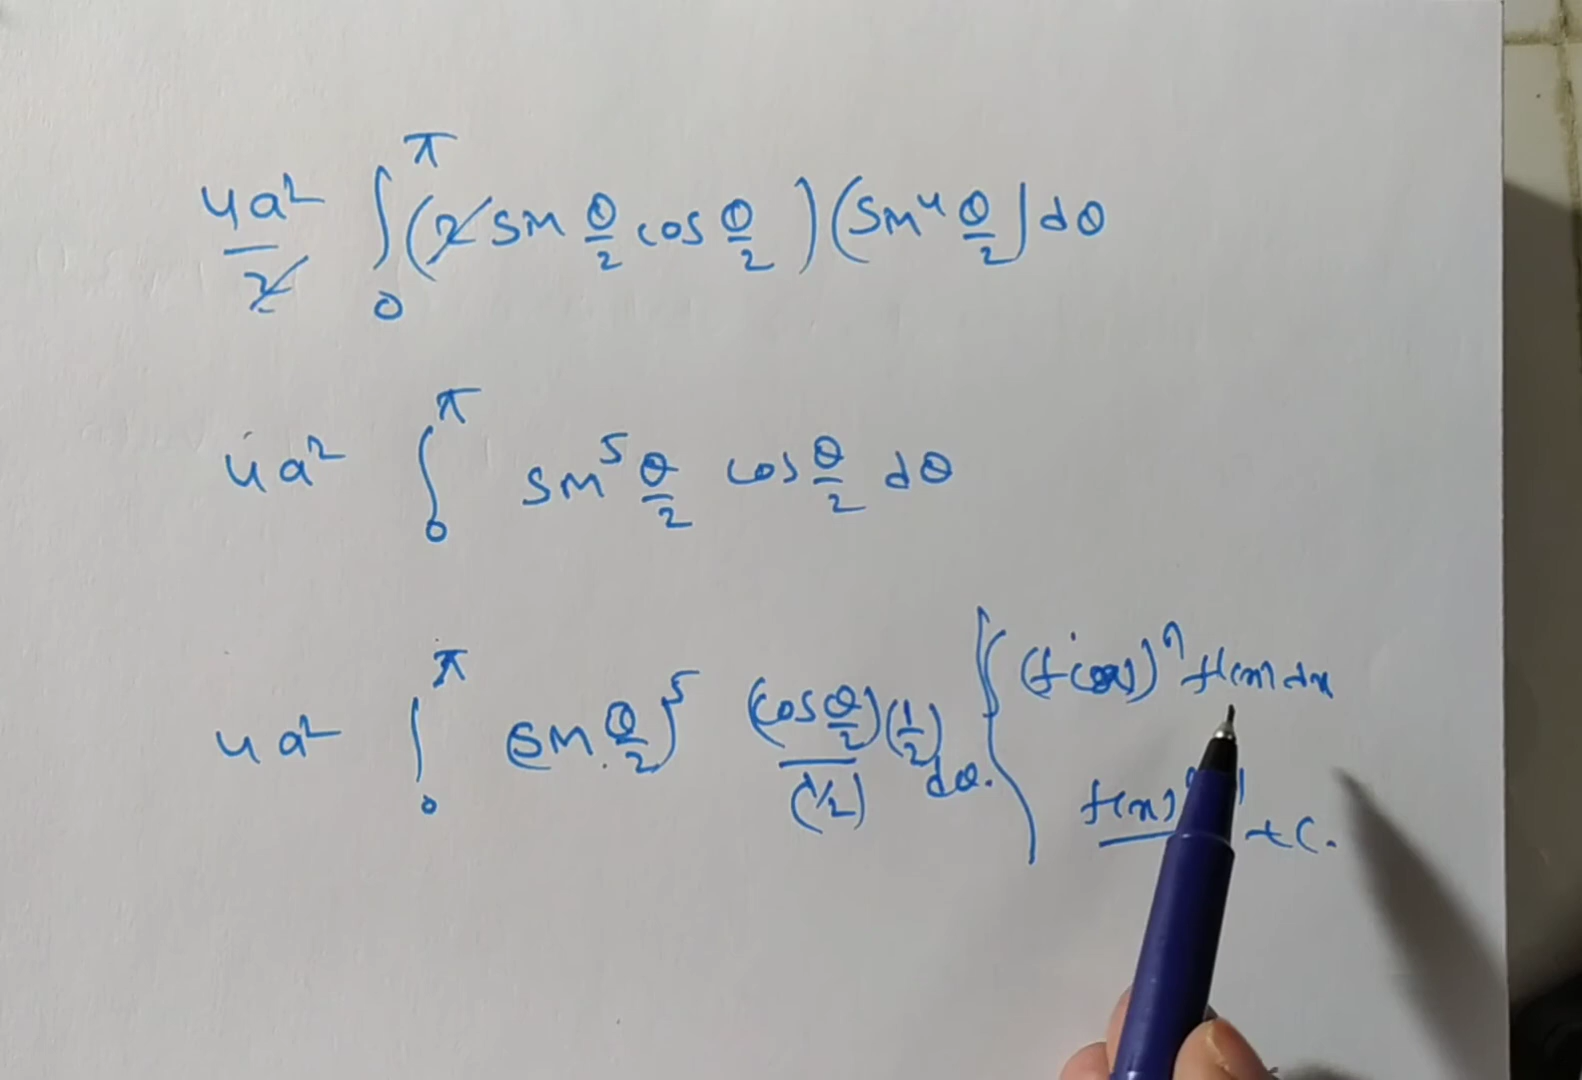 4a²/2 ∫₀^π (2 sin θ/2 cos θ/2) (sin⁴ θ/2) dθ
4a² ∫₀^π sin⁵ θ/2 cos θ/2 dθ
4a² ∫₀^π (sin θ/2)⁵ (cos θ/2)(1/2)/(1/2) dθ. ∫ (f(x))ⁿ f'(x) dx
f(x) + c.